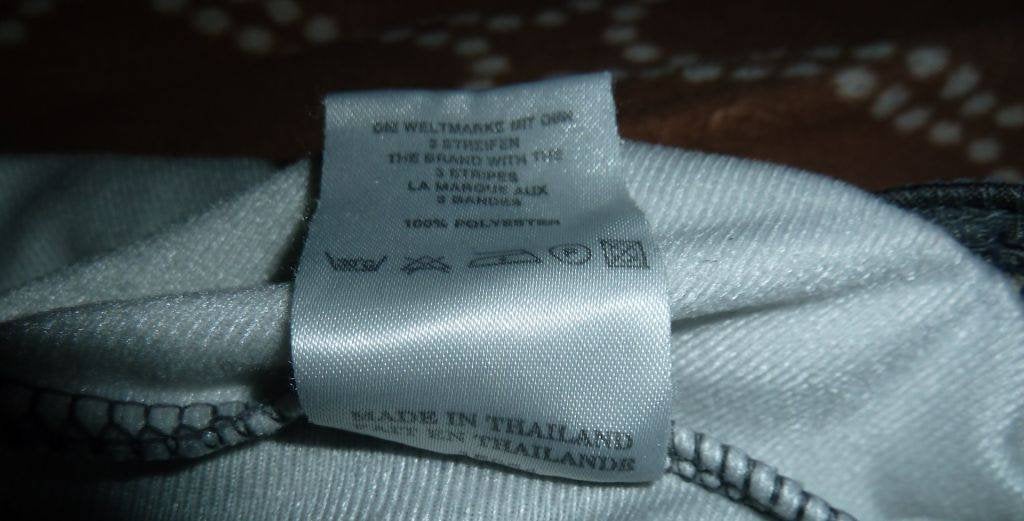 DIE WELTMARKE MIT DEN
3 STREIFEN
THE BRAND WITH THE
3 STRIPES
LA MARQUE AUX
3 BANDES
100% POLYESTER
P
MADE IN THAILAND
FAIT EN THAILANDE